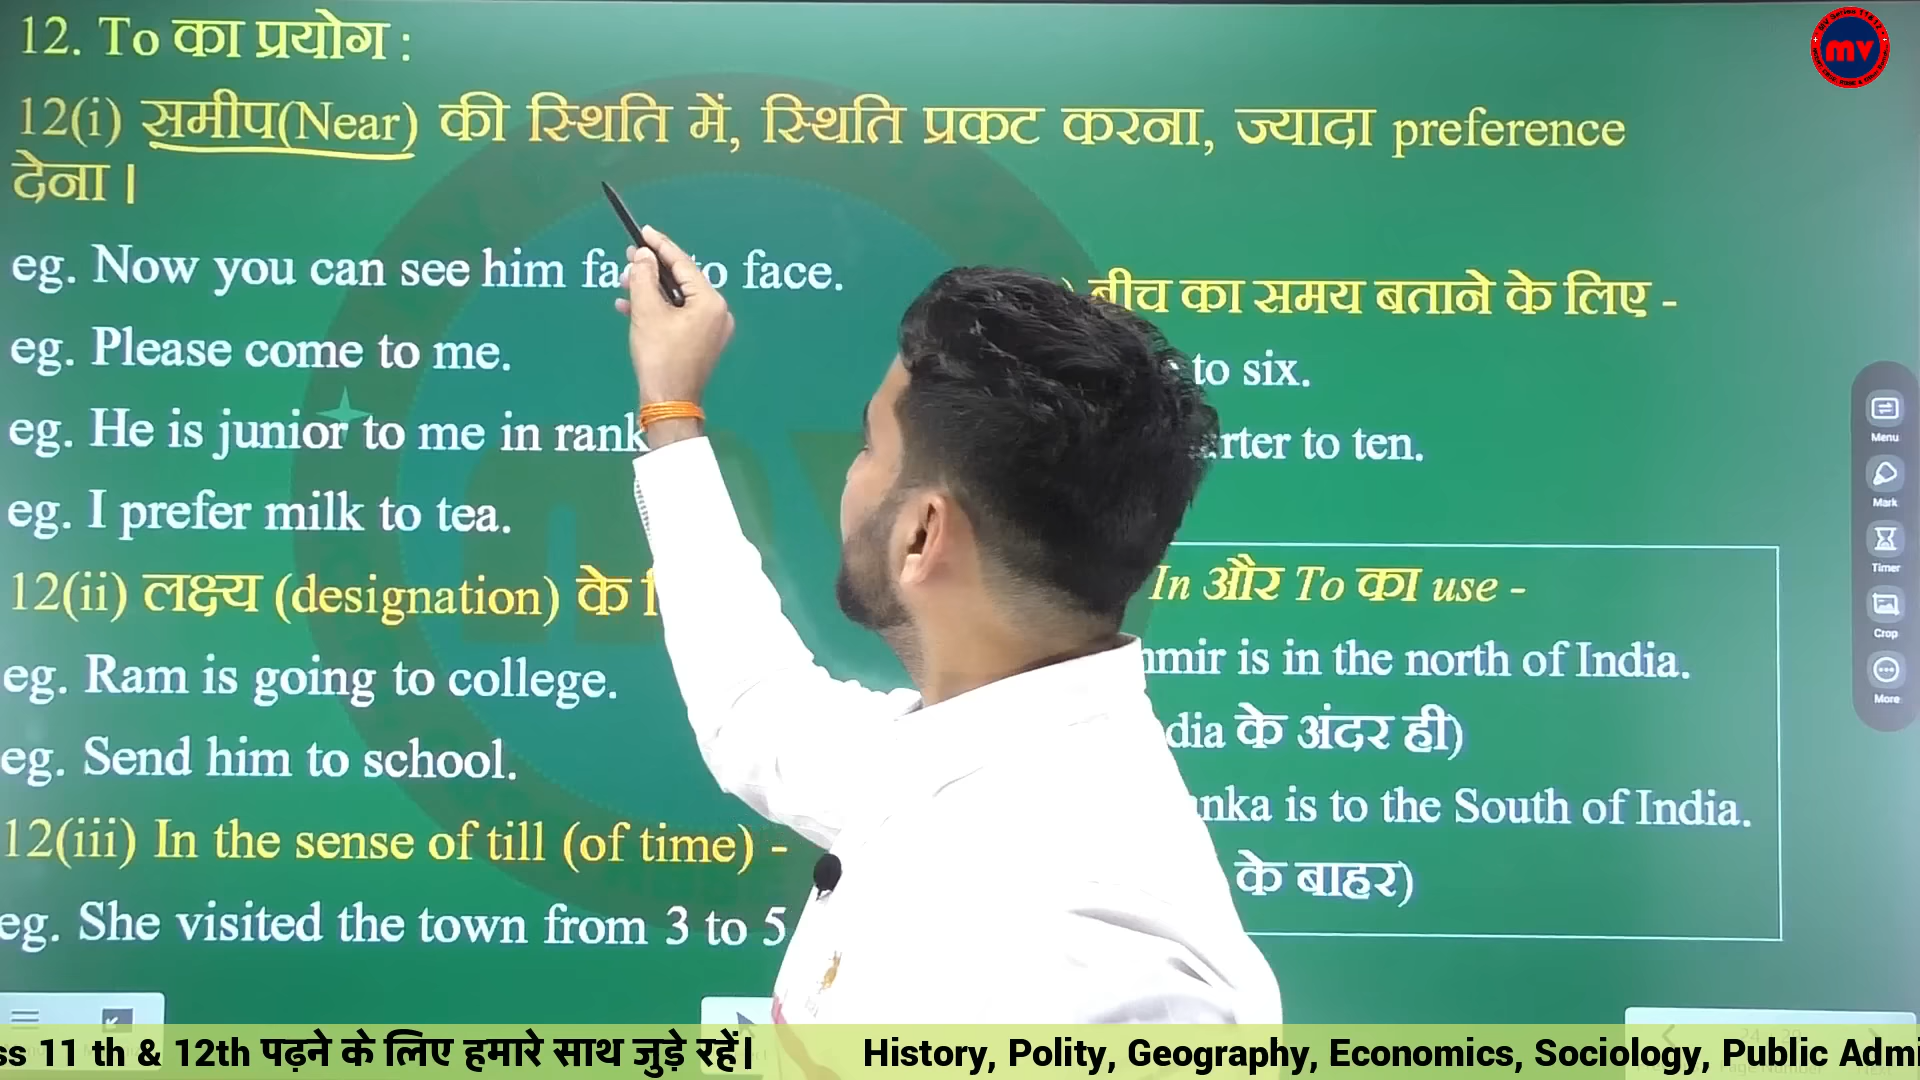 12. To का प्रयोग :
12(i) समीप(Near) की स्थिति में, स्थिति प्रकट करना, ज्यादा preference
देना ।
eg. Now you can see him to face.
eg. Please come to me.
eg. He is junior to me in rank
eg. I prefer milk to tea.
12(ii) लक्ष्य (designation) के
eg. Ram is going to college.
eg. Send him to school.
12(iii) In the sense of till (of time) -
eg. She visited the town from 3 to 5
बीच का समय बताने के लिए -
to six.
to ten.
In और To का use -
is in the north of India.
के अंदर ही)
is to the South of India.
के बाहर)
mv
Menu
Mark
Timer
Crop
More
11 th & 12th पढ़ने के लिए हमारे साथ जुड़े रहें। History, Polity, Geography, Economics, Sociology, Public